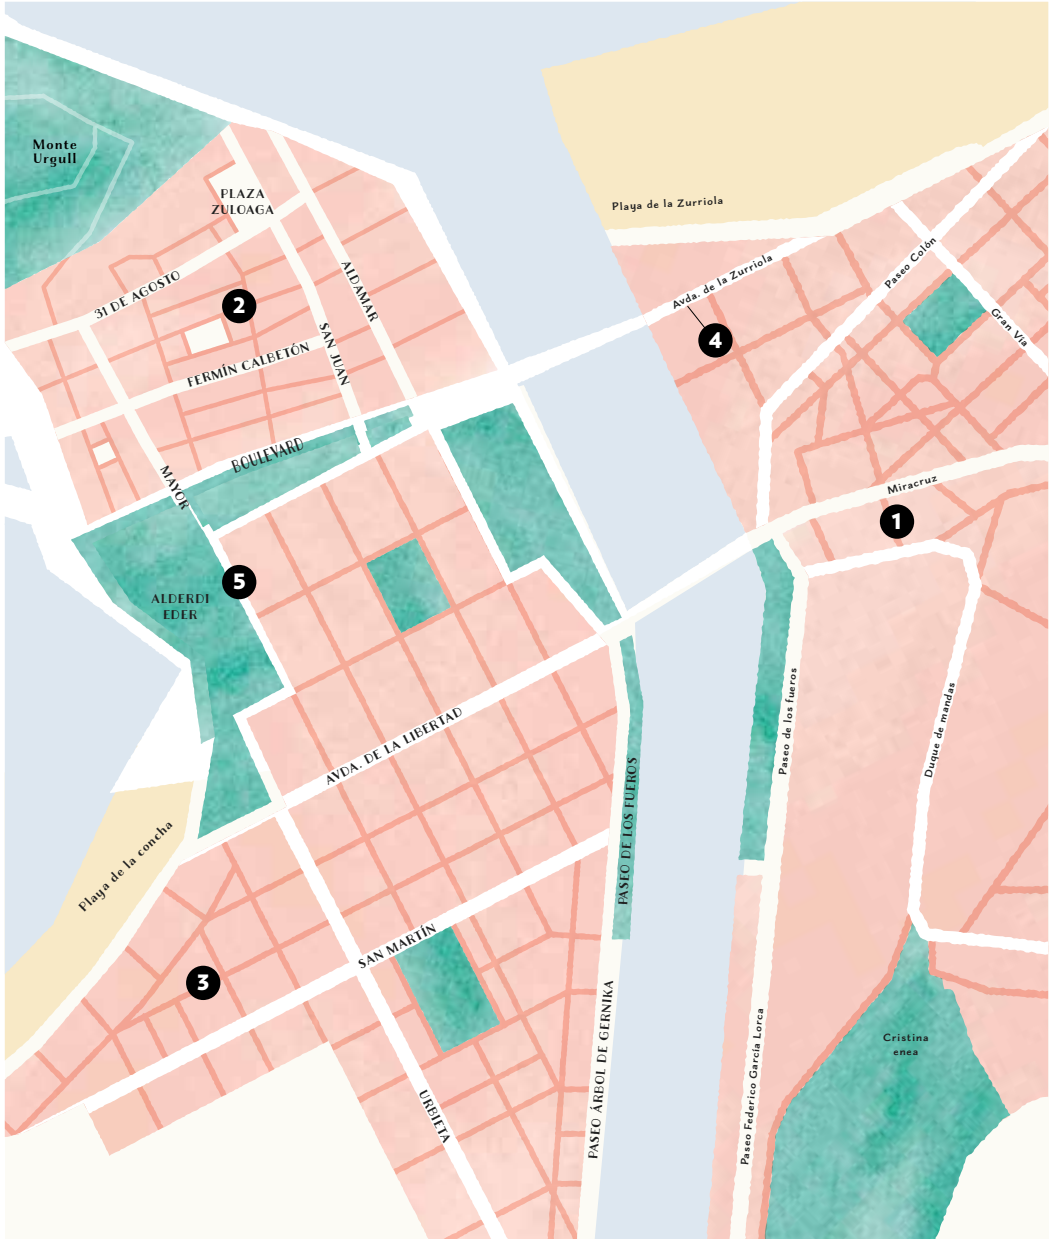 Monte
Urgull
PLAZA
ZULOAGA
Playa de la Zurriola
Paseo Colón
31 DE AGOSTO
ALDAMAR
Avda. de la Zurriola
2
4
Gran Vía
SAN JUAN
FERMÍN CALBETÓN
BOULEVARD
MAYOR
Miracruz
1
5
ALDERDI
EDER
AVDA. DE LA LIBERTAD
Paseo de los fueros
Duque de mandas
PASEO DE LOS FUEROS
Playa de la concha
SAN MARTÍN
3
PASEO ÁRBOL DE GERNIKA
Paseo Federico García Lorca
Cristina
enea
URBIETA